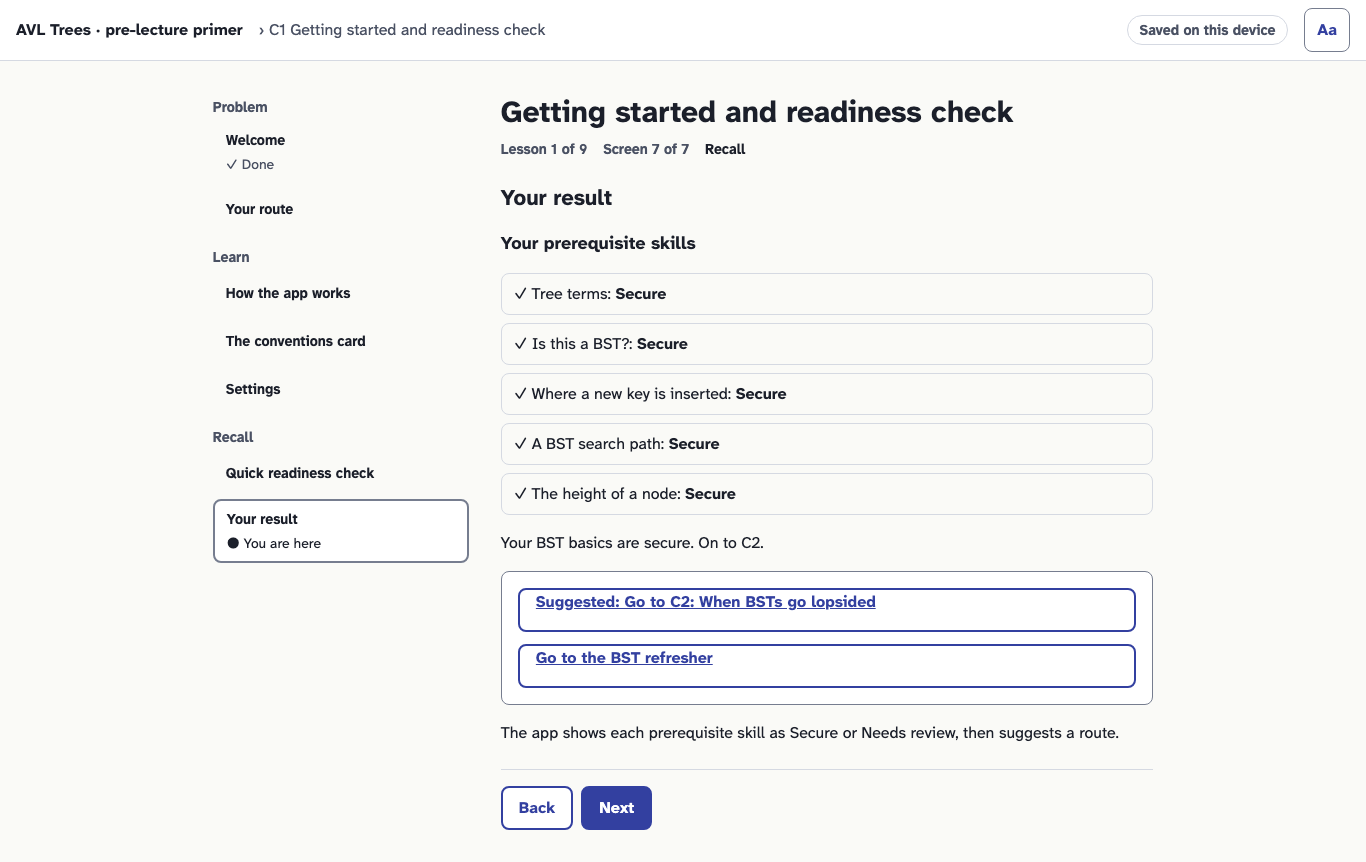 AVL Trees · pre-lecture primer › C1 Getting started and readiness check
Saved on this device
Aa
Problem
Welcome
✓ Done
Your route
Learn
How the app works
The conventions card
Settings
Recall
Quick readiness check
Your result
● You are here
Getting started and readiness check
Lesson 1 of 9 Screen 7 of 7 Recall
Your result
Your prerequisite skills
✓ Tree terms: Secure
✓ Is this a BST?: Secure
✓ Where a new key is inserted: Secure
✓ A BST search path: Secure
✓ The height of a node: Secure
Your BST basics are secure. On to C2.
Suggested: Go to C2: When BSTs go lopsided
Go to the BST refresher
The app shows each prerequisite skill as Secure or Needs review, then suggests a route.
Back
Next